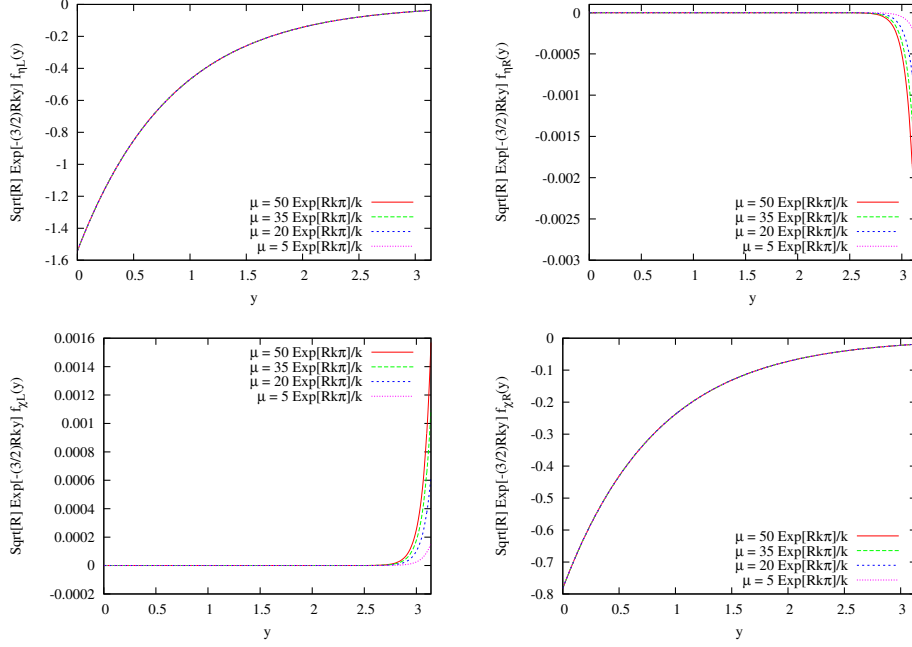 0
-0.2
-0.4
-0.6
-0.8
-1
-1.2
-1.4
-1.6
Sqrt[R] Exp[-(3/2)Rky] f_ηL(y)
μ = 50 Exp[Rkπ]/k
μ = 35 Exp[Rkπ]/k
μ = 20 Exp[Rkπ]/k
μ = 5 Exp[Rkπ]/k
0 0.5 1 1.5 2 2.5 3
y
0
-0.0005
-0.001
-0.0015
-0.002
-0.0025
-0.003
Sqrt[R] Exp[-(3/2)Rky] f_ηR(y)
μ = 50 Exp[Rkπ]/k
μ = 35 Exp[Rkπ]/k
μ = 20 Exp[Rkπ]/k
μ = 5 Exp[Rkπ]/k
0 0.5 1 1.5 2 2.5 3
y
0.0016
0.0014
0.0012
0.001
0.0008
0.0006
0.0004
0.0002
0
-0.0002
Sqrt[R] Exp[-(3/2)Rky] f_χL(y)
μ = 50 Exp[Rkπ]/k
μ = 35 Exp[Rkπ]/k
μ = 20 Exp[Rkπ]/k
μ = 5 Exp[Rkπ]/k
0 0.5 1 1.5 2 2.5 3
y
0
-0.1
-0.2
-0.3
-0.4
-0.5
-0.6
-0.7
-0.8
Sqrt[R] Exp[-(3/2)Rky] f_χR(y)
μ = 50 Exp[Rkπ]/k
μ = 35 Exp[Rkπ]/k
μ = 20 Exp[Rkπ]/k
μ = 5 Exp[Rkπ]/k
0 0.5 1 1.5 2 2.5 3
y